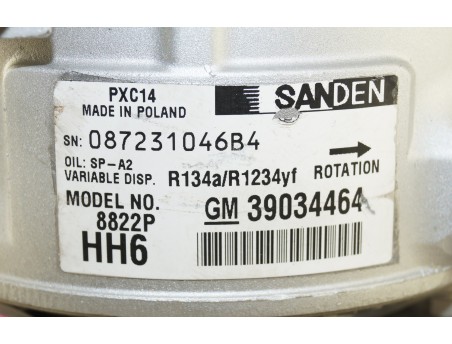 PXC14
MADE IN POLAND
SANDEN
SN: 087231046B4
OIL: SP-A2
VARIABLE DISP. R134a/R1234yf ROTATION
MODEL NO.
8822P
GM 39034464
HH6